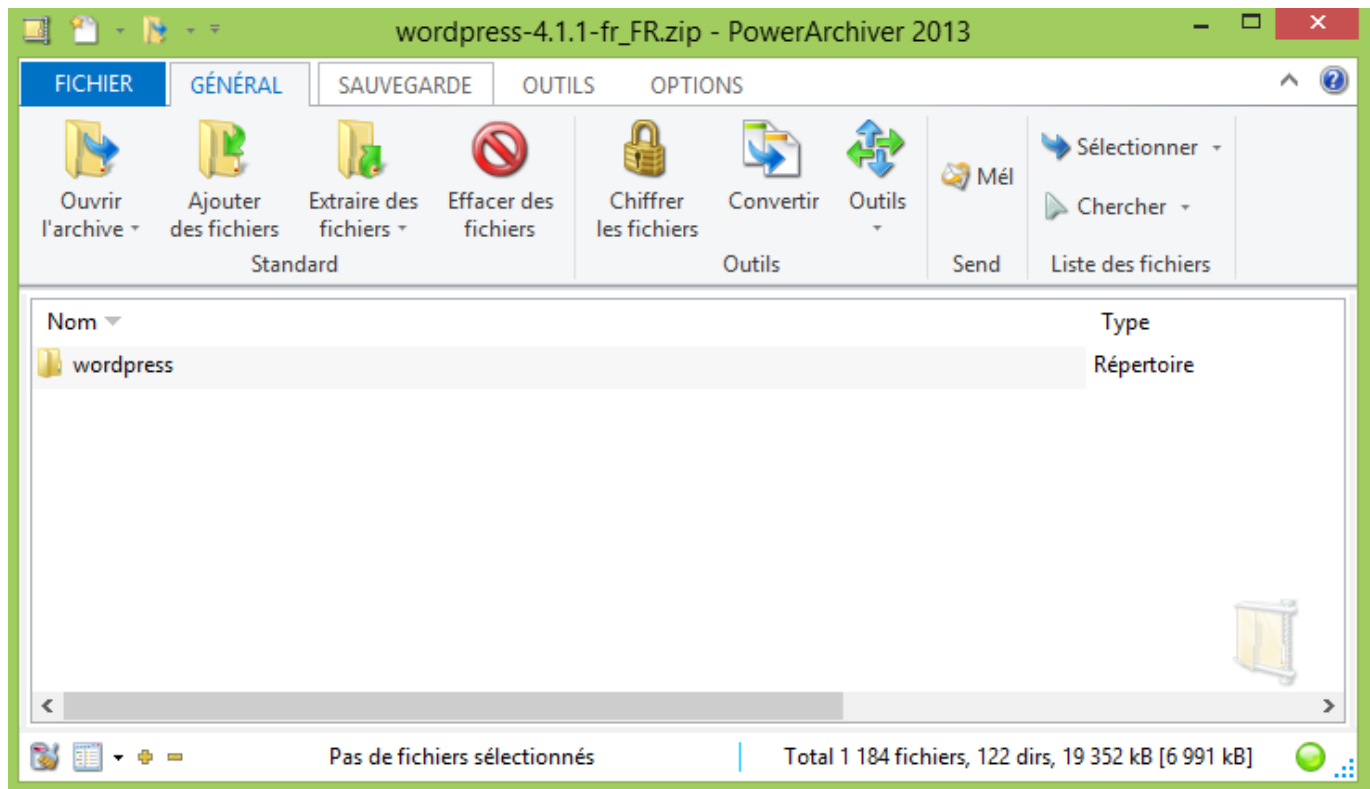 wordpress-4.1.1-fr_FR.zip - PowerArchiver 2013
FICHIER GÉNÉRAL SAUVEGARDE OUTILS OPTIONS
Ouvrir l'archive
Ajouter des fichiers
Extraire des fichiers
Effacer des fichiers
Standard
Chiffrer les fichiers
Convertir
Outils
Outils
Mél
Send
Sélectionner
Chercher
Liste des fichiers
Nom Type
wordpress Répertoire
Pas de fichiers sélectionnés Total 1 184 fichiers, 122 dirs, 19 352 kB [6 991 kB]